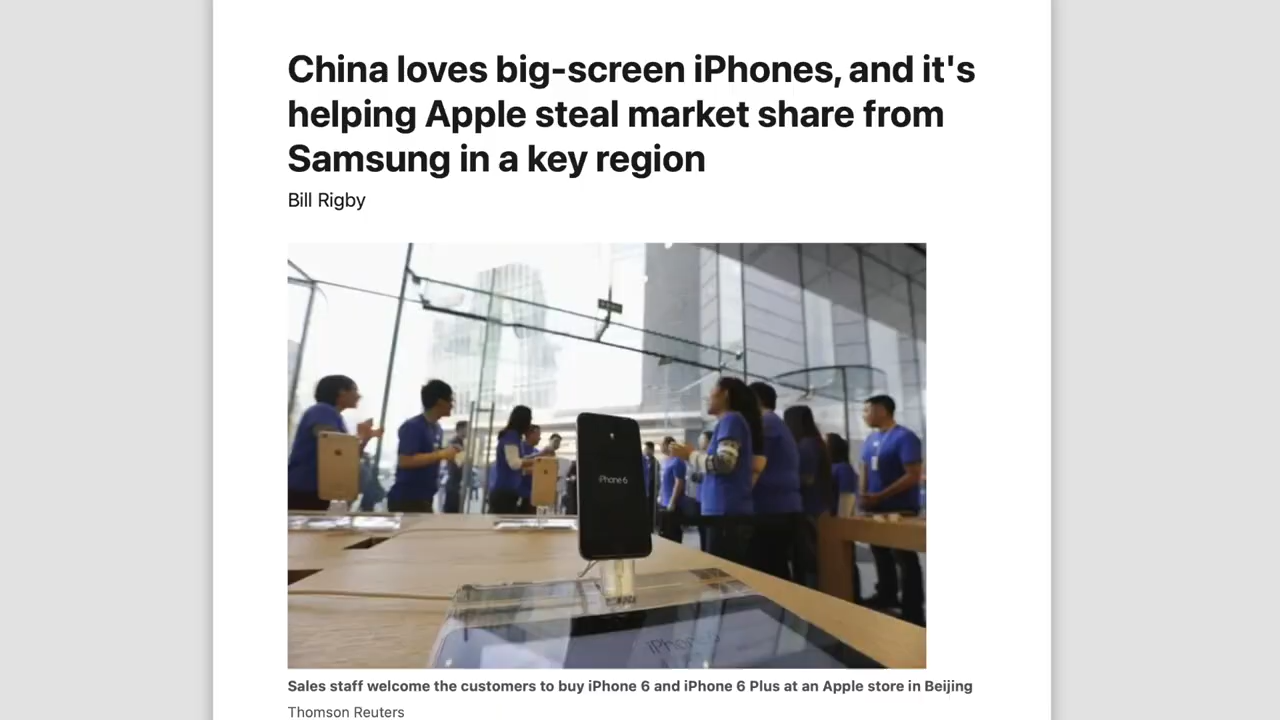 China loves big-screen iPhones, and it's
helping Apple steal market share from
Samsung in a key region
Bill Rigby
iPhone 6
iPhone
Sales staff welcome the customers to buy iPhone 6 and iPhone 6 Plus at an Apple store in Beijing
Thomson Reuters